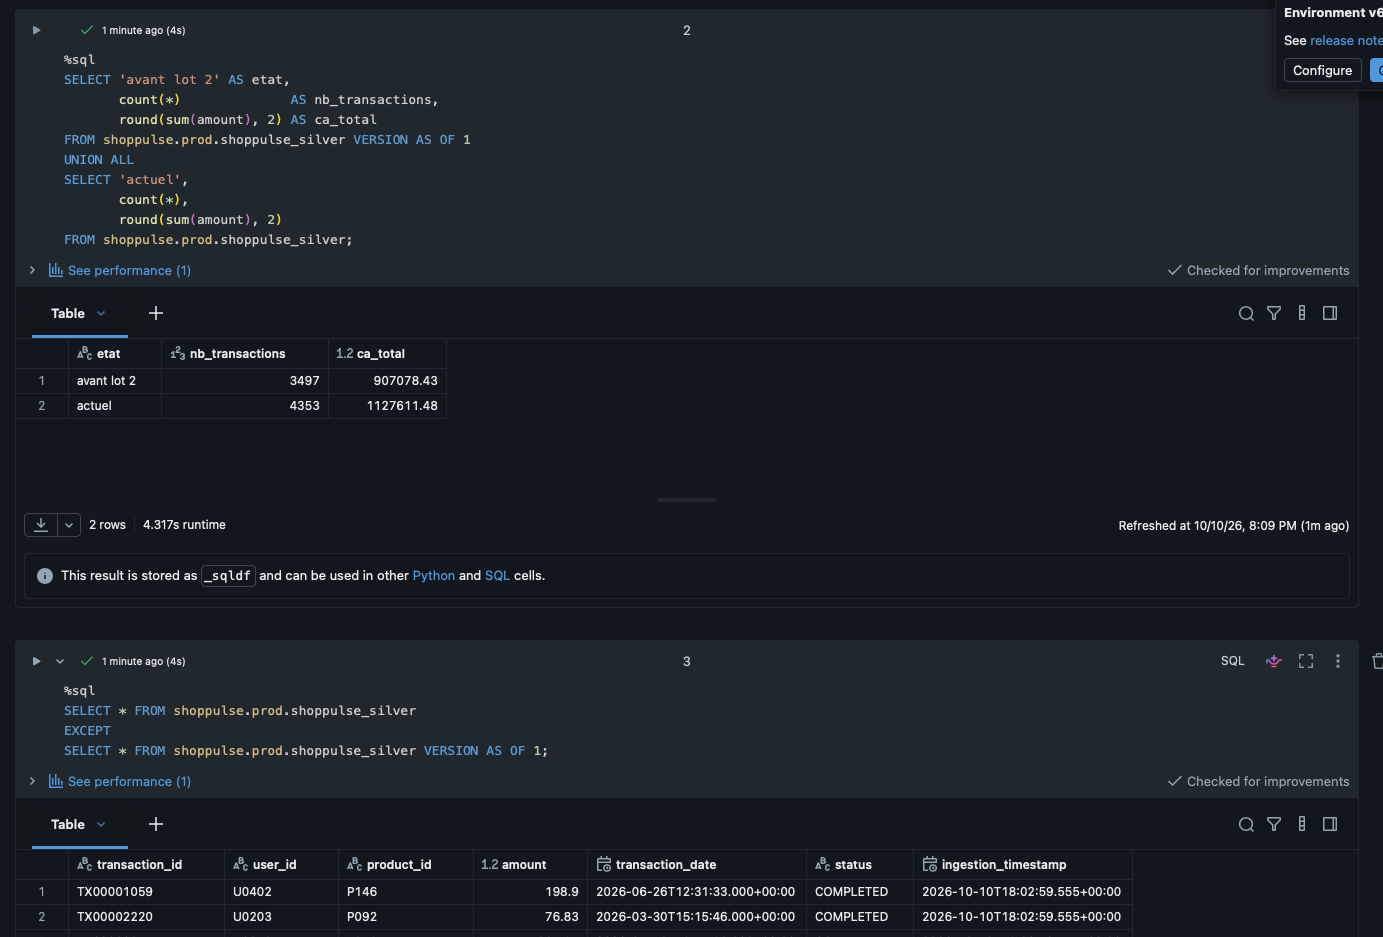 Environment v6
See release note
Configure
1 minute ago (4s)
2
%sql
SELECT 'avant lot 2' AS etat,
count(*) AS nb_transactions,
round(sum(amount), 2) AS ca_total
FROM shoppulse.prod.shoppulse_silver VERSION AS OF 1
UNION ALL
SELECT 'actuel',
count(*),
round(sum(amount), 2)
FROM shoppulse.prod.shoppulse_silver;
See performance (1)
Checked for improvements
Table
etat nb_transactions 1.2 ca_total
1 avant lot 2 3497 907078.43
2 actuel 4353 1127611.48
2 rows 4.317s runtime
Refreshed at 10/10/26, 8:09 PM (1m ago)
This result is stored as _sqldf and can be used in other Python and SQL cells.
1 minute ago (4s)
3
SQL
%sql
SELECT * FROM shoppulse.prod.shoppulse_silver
EXCEPT
SELECT * FROM shoppulse.prod.shoppulse_silver VERSION AS OF 1;
See performance (1)
Checked for improvements
Table
transaction_id user_id product_id 1.2 amount transaction_date status ingestion_timestamp
1 TX00001059 U0402 P146 198.9 2026-06-26T12:31:33.000+00:00 COMPLETED 2026-10-10T18:02:59.555+00:00
2 TX00002220 U0203 P092 76.83 2026-03-30T15:15:46.000+00:00 COMPLETED 2026-10-10T18:02:59.555+00:00